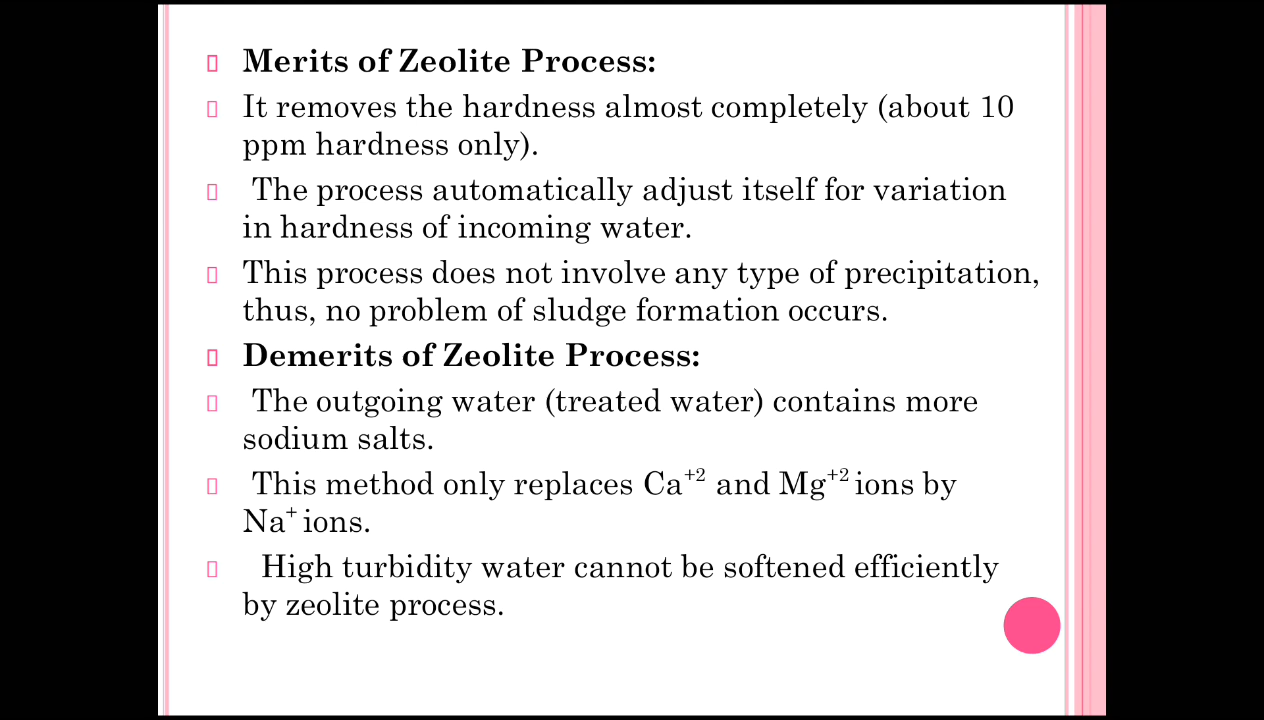 Merits of Zeolite Process:
It removes the hardness almost completely (about 10
ppm hardness only).
The process automatically adjust itself for variation
in hardness of incoming water.
This process does not involve any type of precipitation,
thus, no problem of sludge formation occurs.
Demerits of Zeolite Process:
The outgoing water (treated water) contains more
sodium salts.
This method only replaces Ca⁺² and Mg⁺² ions by
Na⁺ ions.
High turbidity water cannot be softened efficiently
by zeolite process.